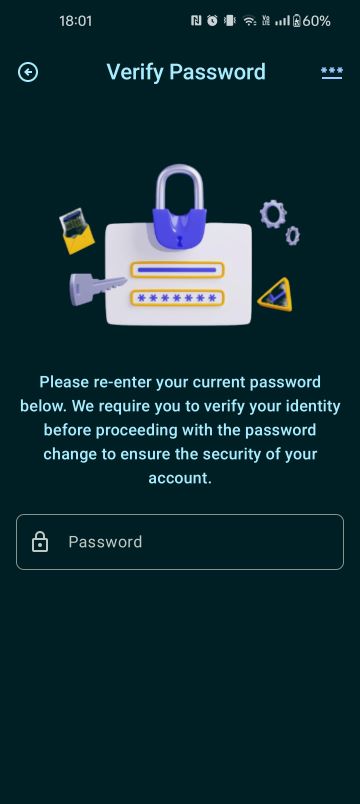 18:01
60%
Verify Password
***
*******
Please re-enter your current password
below. We require you to verify your identity
before proceeding with the password
change to ensure the security of your
account.
Password